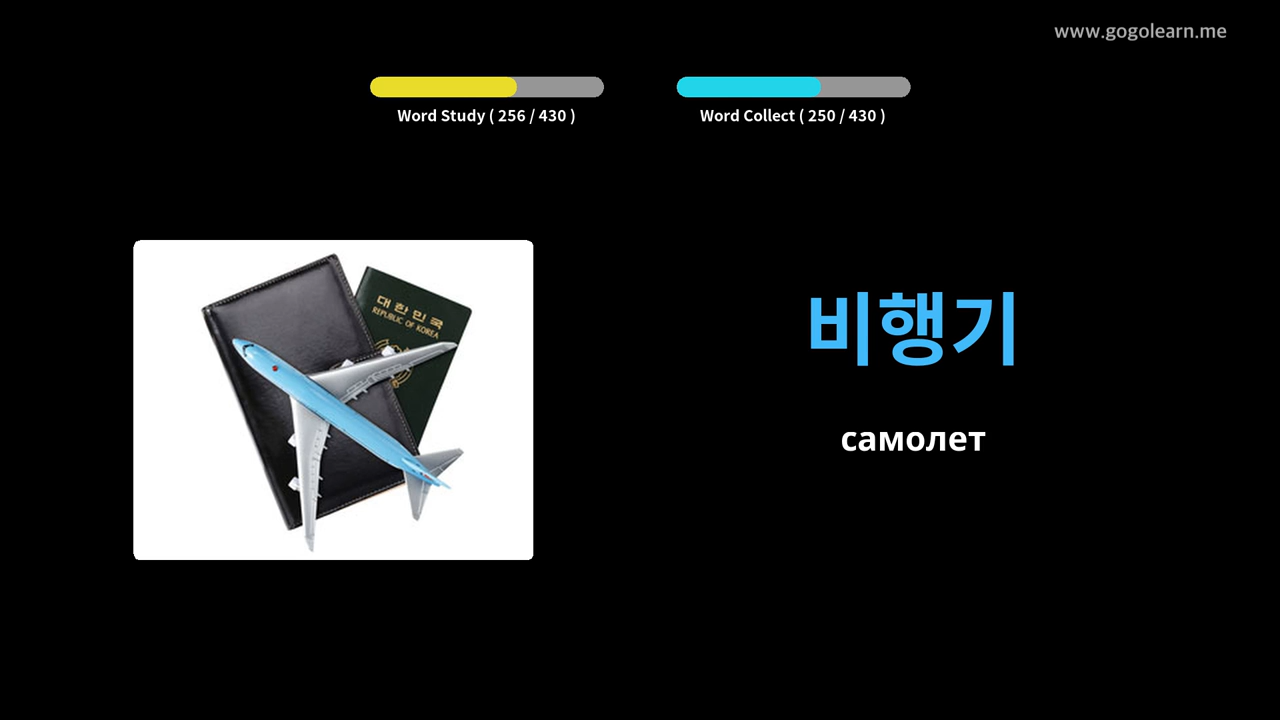 www.gogolearn.me
Word Study ( 256 / 430 )
Word Collect ( 250 / 430 )
대한민국
REPUBLIC OF KOREA
비행기
самолет